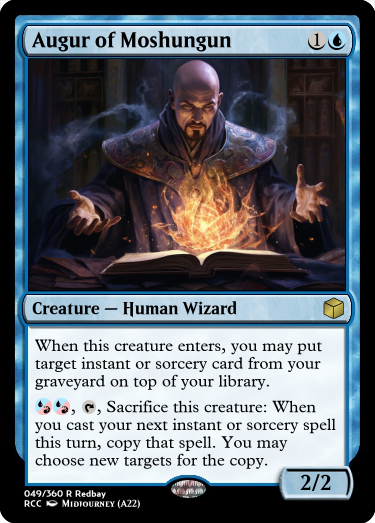 Augur of Moshungun 1
Creature — Human Wizard
When this creature enters, you may put
target instant or sorcery card from your
graveyard on top of your library.
, , Sacrifice this creature: When
you cast your next instant or sorcery spell
this turn, copy that spell. You may
choose new targets for the copy.
2/2
049/360 R Redbay
RCC Midjourney (A22)